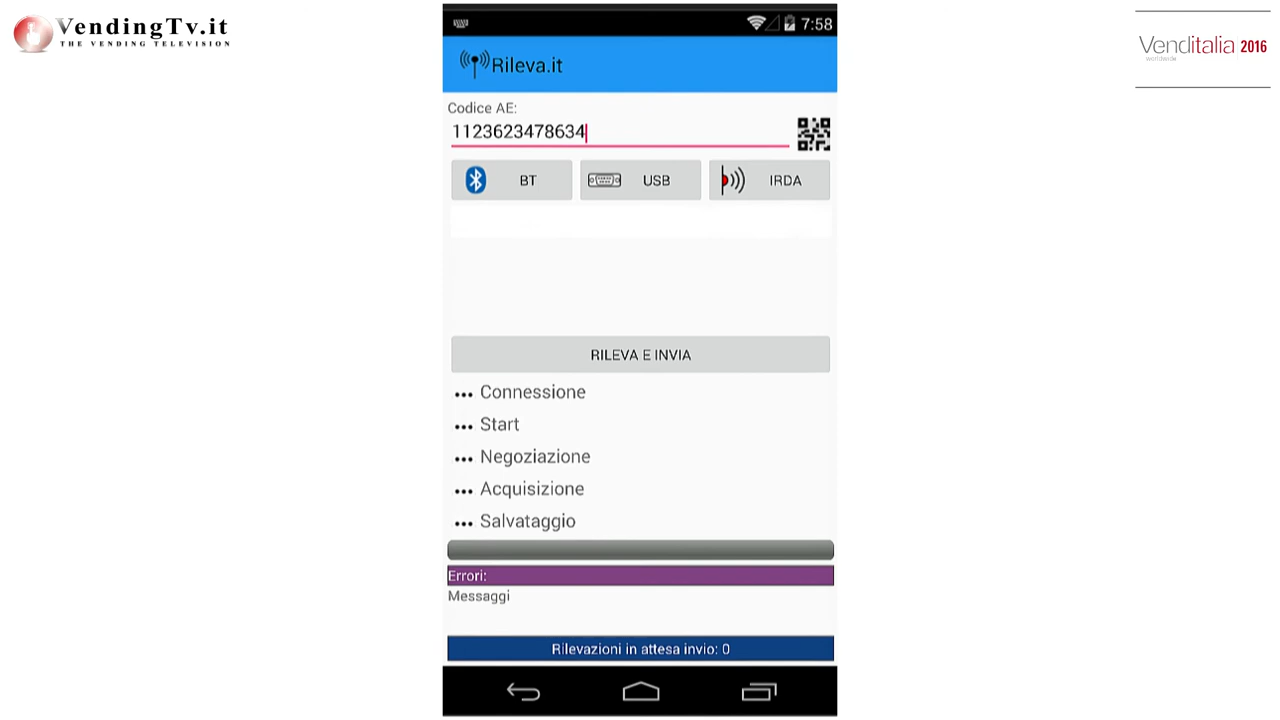 VendingTv.it
THE VENDING TELEVISION
7:58
Venditalia 2016
worldwide
Rileva.it
Codice AE:
1123623478634
BT USB IRDA
RILEVA E INVIA
... Connessione
... Start
... Negoziazione
... Acquisizione
... Salvataggio
Errori:
Messaggi
Rilevazioni in attesa invio: 0